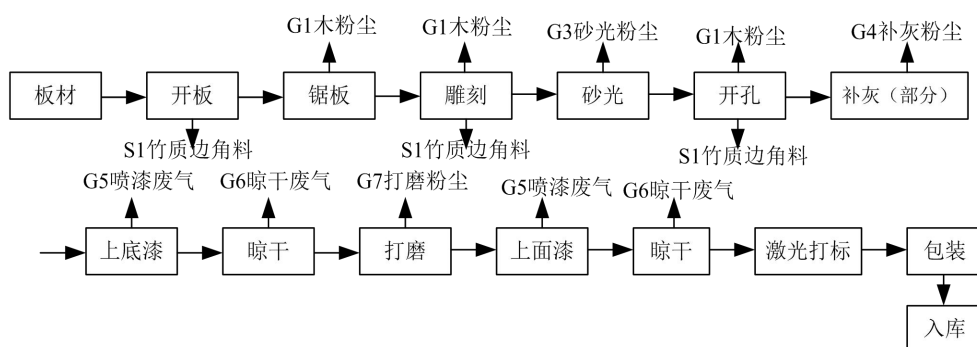 G1木粉尘
G1木粉尘
G3砂光粉尘
G1木粉尘
G4补灰粉尘
板材
开板
锯板
雕刻
砂光
开孔
补灰（部分）
S1竹质边角料
S1竹质边角料
S1竹质边角料
G5喷漆废气
G6晾干废气
G7打磨粉尘
G5喷漆废气
G6晾干废气
上底漆
晾干
打磨
上面漆
晾干
激光打标
包装
入库